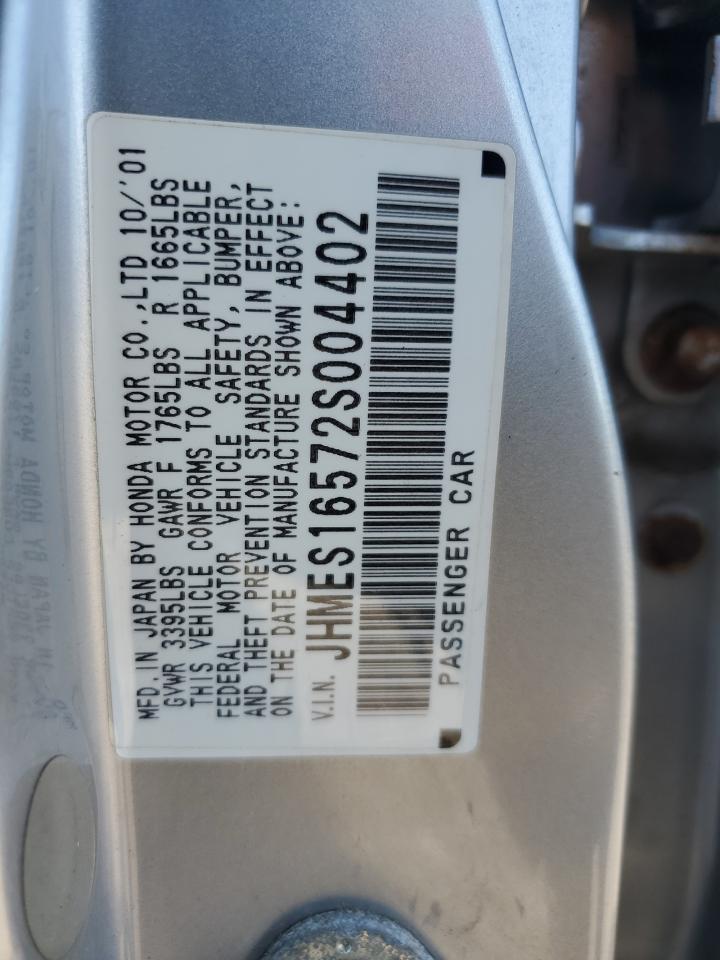 MFD. IN JAPAN BY HONDA MOTOR CO.,LTD 10/'01
GVWR 3395LBS GAWR F 1765LBS R 1665LBS
THIS VEHICLE CONFORMS TO ALL APPLICABLE
FEDERAL MOTOR VEHICLE SAFETY, BUMPER,
AND THEFT PREVENTION STANDARDS IN EFFECT
ON THE DATE OF MANUFACTURE SHOWN ABOVE:
V.I.N. JHMES16572S004402
PASSENGER CAR